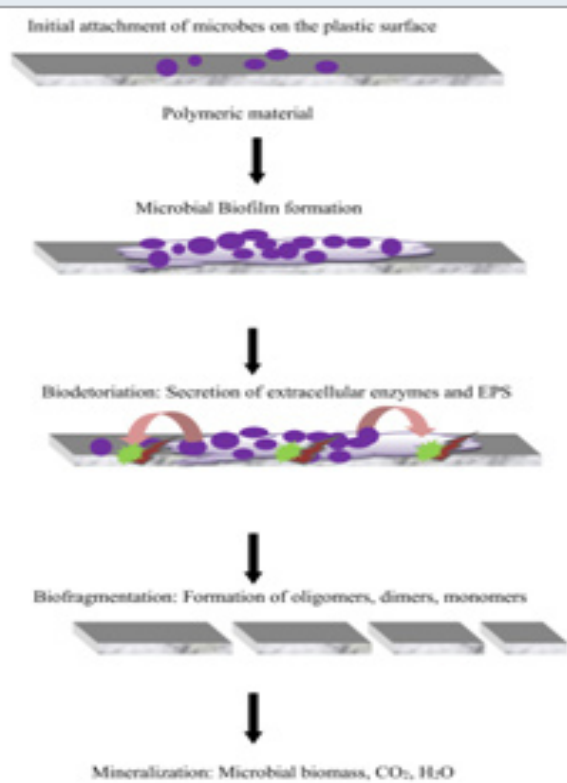 Initial attachment of microbes on the plastic surface
Polymeric material
Microbial Biofilm formation
Biodetoriation: Secretion of extracellular enzymes and EPS
Biofragmentation: Formation of oligomers, dimers, monomers
Mineralization: Microbial biomass, CO₂, H₂O